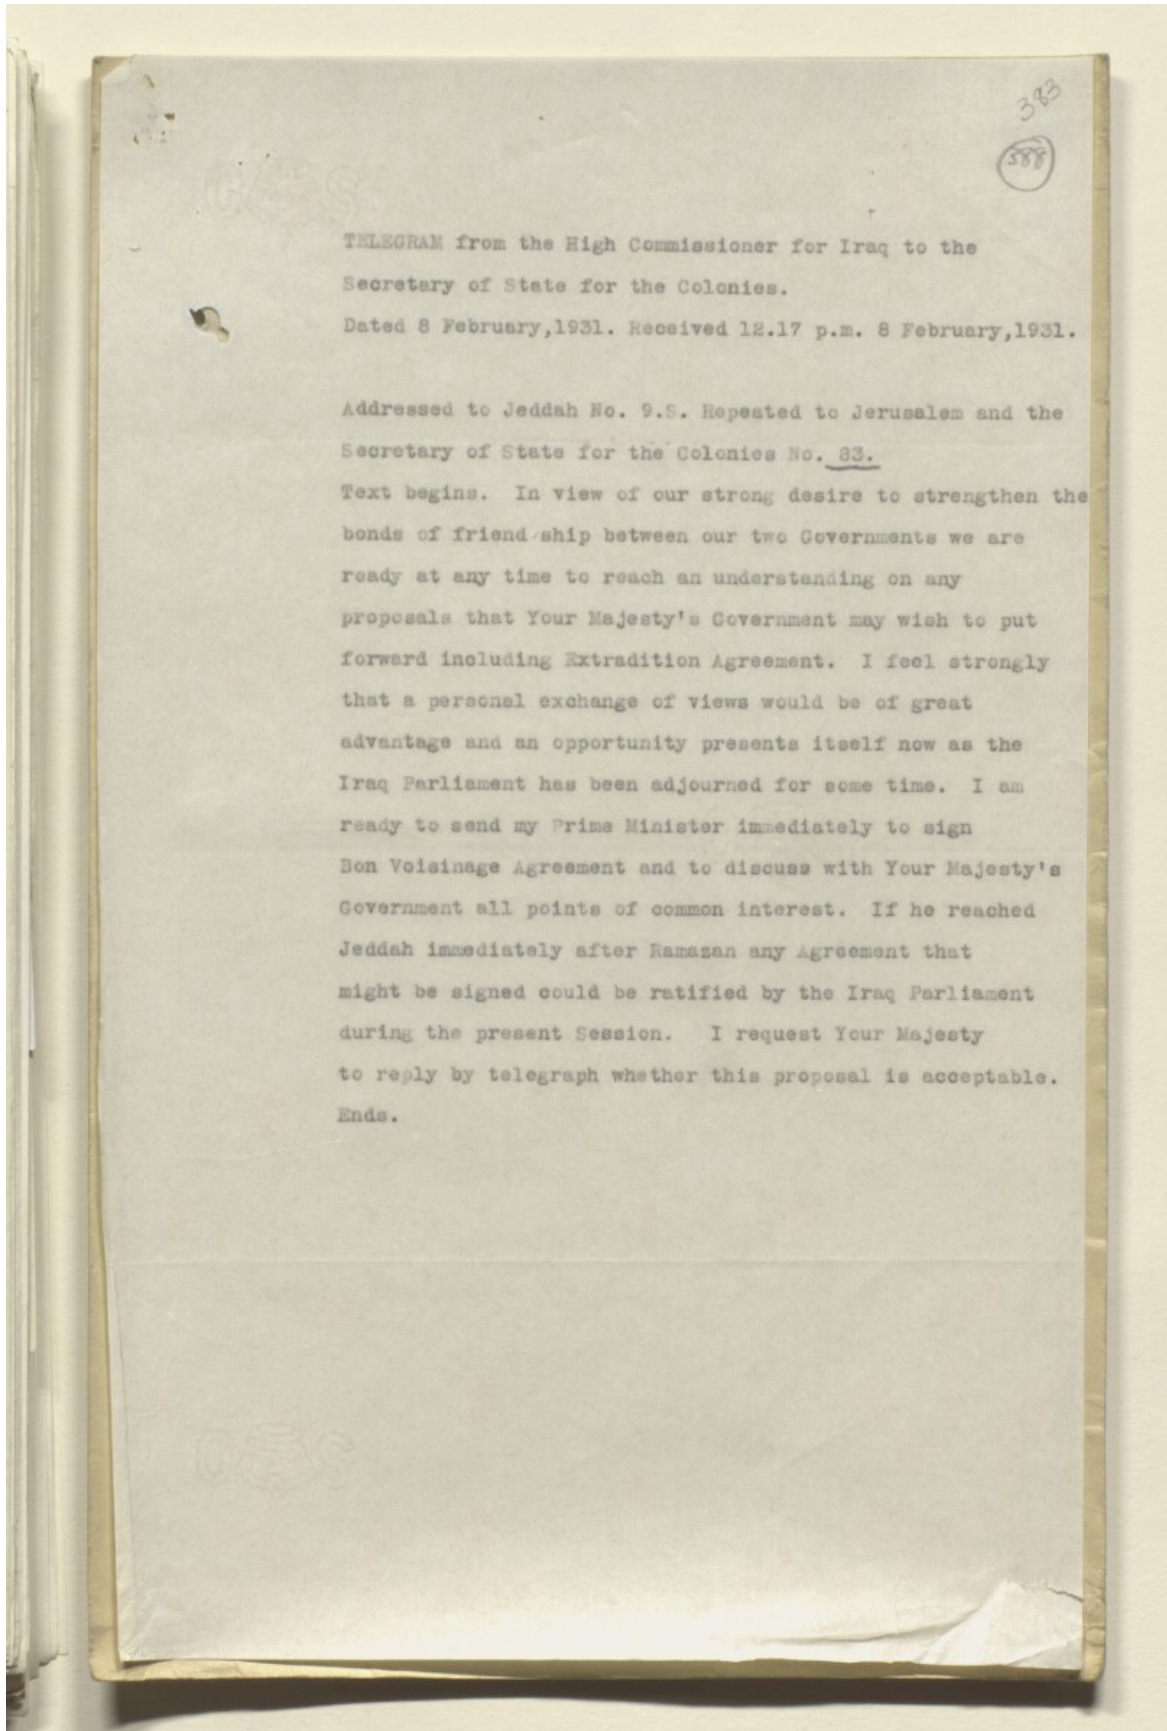 383
588
TELEGRAM from the High Commissioner for Iraq to the
Secretary of State for the Colonies.
Dated 8 February,1931. Received 12.17 p.m. 8 February,1931.
Addressed to Jeddah No. 9.S. Repeated to Jerusalem and the
Secretary of State for the Colonies No. 83.
Text begins. In view of our strong desire to strengthen the
bonds of friend/ship between our two Governments we are
ready at any time to reach an understanding on any
proposals that Your Majesty's Government may wish to put
forward including Extradition Agreement. I feel strongly
that a personal exchange of views would be of great
advantage and an opportunity presents itself now as the
Iraq Parliament has been adjourned for some time. I am
ready to send my Prime Minister immediately to sign
Bon Voisinage Agreement and to discuss with Your Majesty's
Government all points of common interest. If he reached
Jeddah immediately after Ramazan any Agreement that
might be signed could be ratified by the Iraq Parliament
during the present Session. I request Your Majesty
to reply by telegraph whether this proposal is acceptable.
Ends.